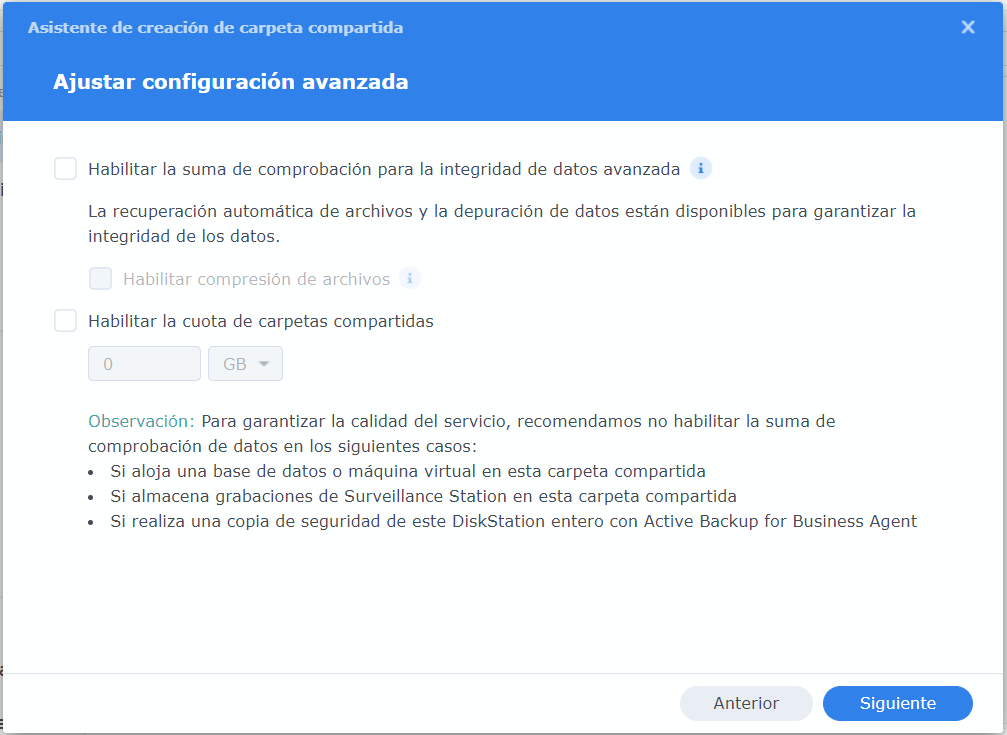 Asistente de creación de carpeta compartida
Ajustar configuración avanzada
Habilitar la suma de comprobación para la integridad de datos avanzada
La recuperación automática de archivos y la depuración de datos están disponibles para garantizar la
integridad de los datos.
Habilitar compresión de archivos
Habilitar la cuota de carpetas compartidas
0 GB
Observación: Para garantizar la calidad del servicio, recomendamos no habilitar la suma de
comprobación de datos en los siguientes casos:
• Si aloja una base de datos o máquina virtual en esta carpeta compartida
• Si almacena grabaciones de Surveillance Station en esta carpeta compartida
• Si realiza una copia de seguridad de este DiskStation entero con Active Backup for Business Agent
Anterior Siguiente